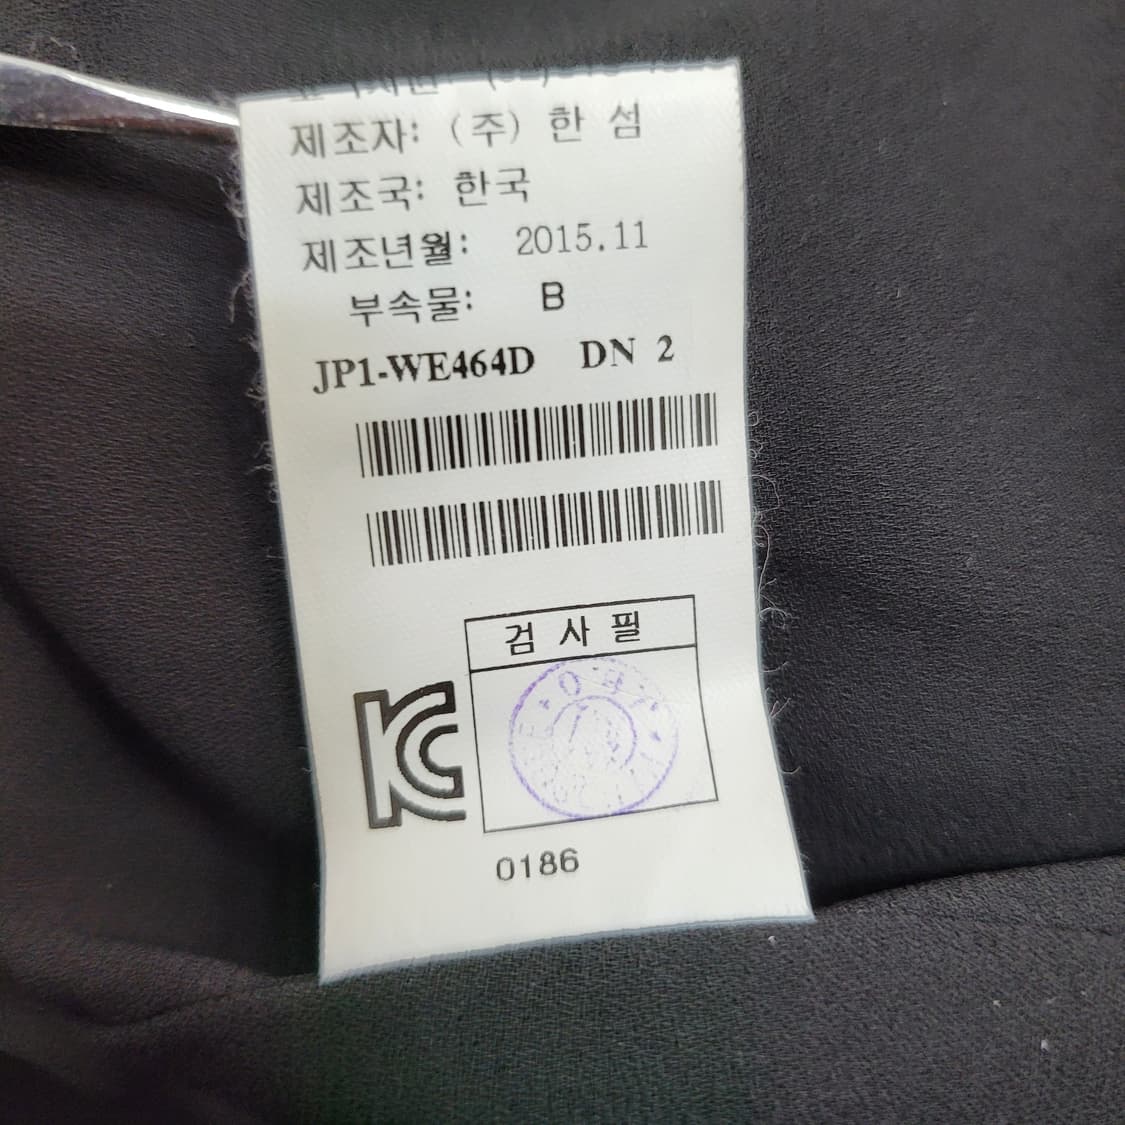 제조자: (주) 한 섬
제조국: 한국
제조년월: 2015.11
부속물: B
JP1-WE464D DN 2
검 사 필
KC
0186